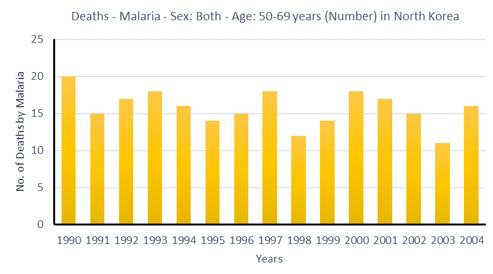 Deaths - Malaria - Sex: Both - Age: 50-69 years (Number) in North Korea
No. of Deaths by Malaria
25
20
15
10
5
0
1990 1991 1992 1993 1994 1995 1996 1997 1998 1999 2000 2001 2002 2003 2004
Years